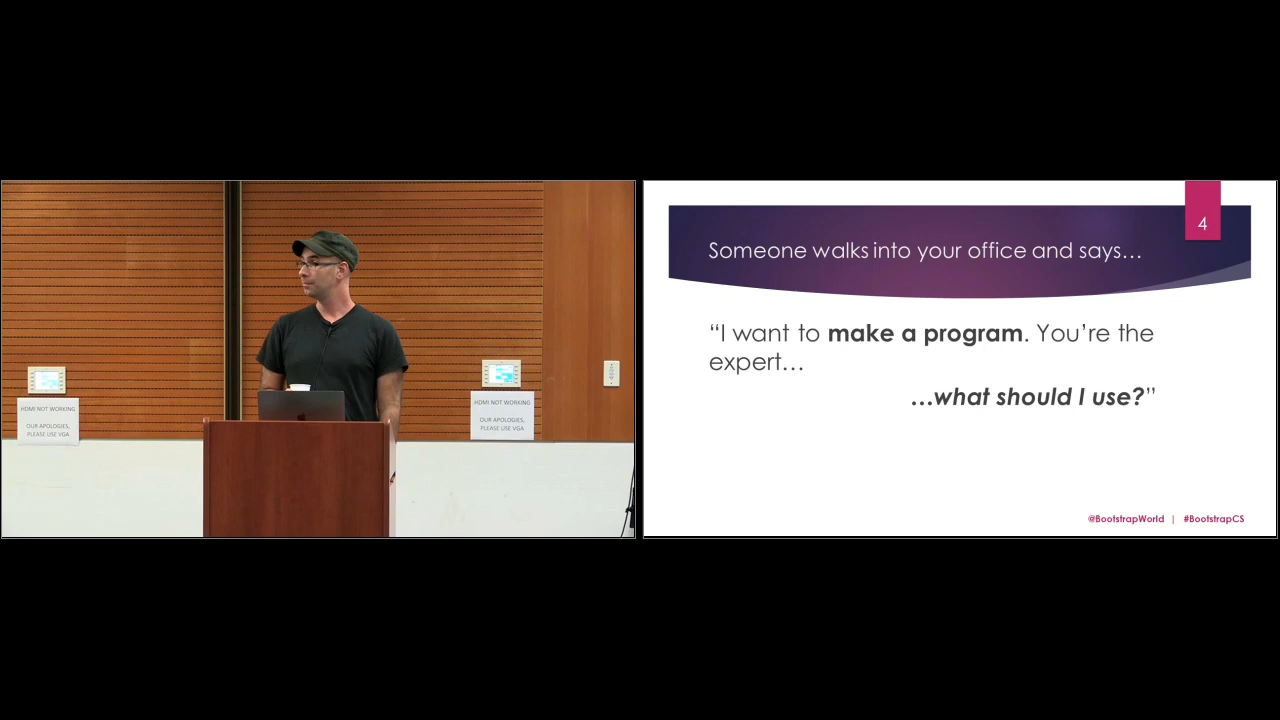 HDMI NOT WORKING
OUR APOLOGIES,
PLEASE USE VGA
HDMI NOT WORKING
OUR APOLOGIES,
PLEASE USE VGA
4
Someone walks into your office and says…
“I want to make a program. You’re the
expert…
…what should I use?”
@BootstrapWorld | #BootstrapCS